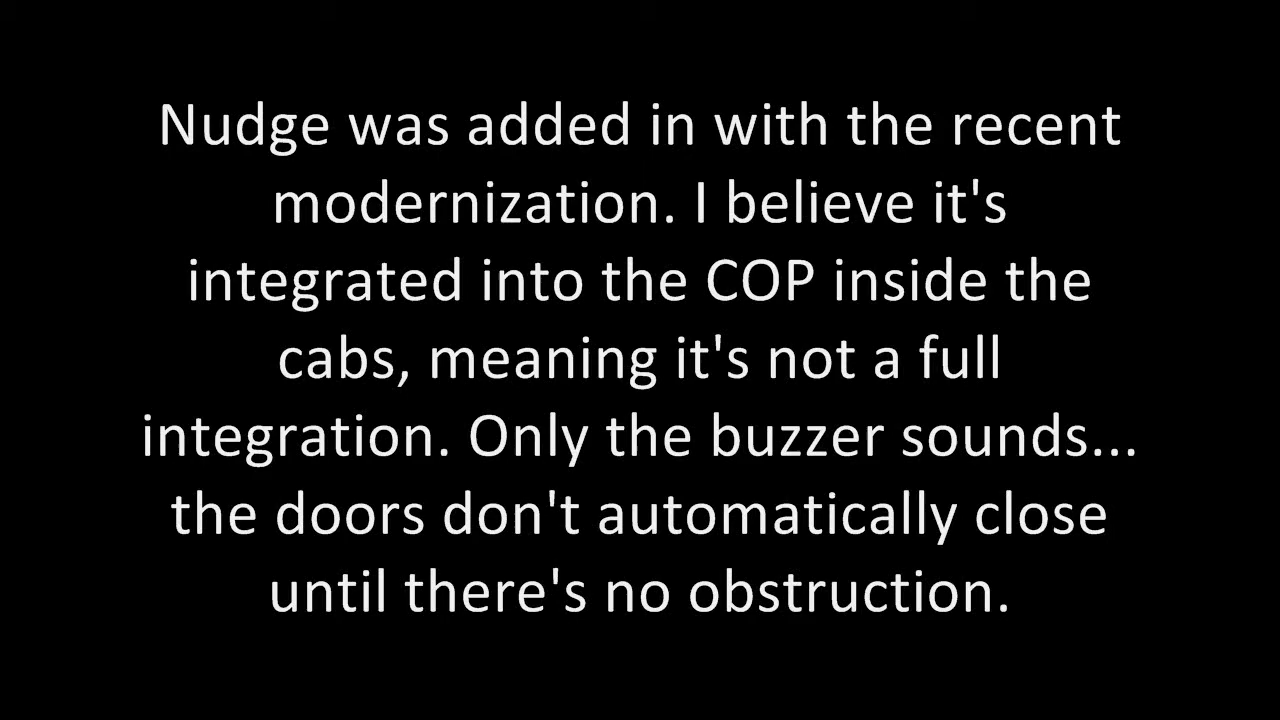 Nudge was added in with the recent
modernization. I believe it's
integrated into the COP inside the
cabs, meaning it's not a full
integration. Only the buzzer sounds...
the doors don't automatically close
until there's no obstruction.